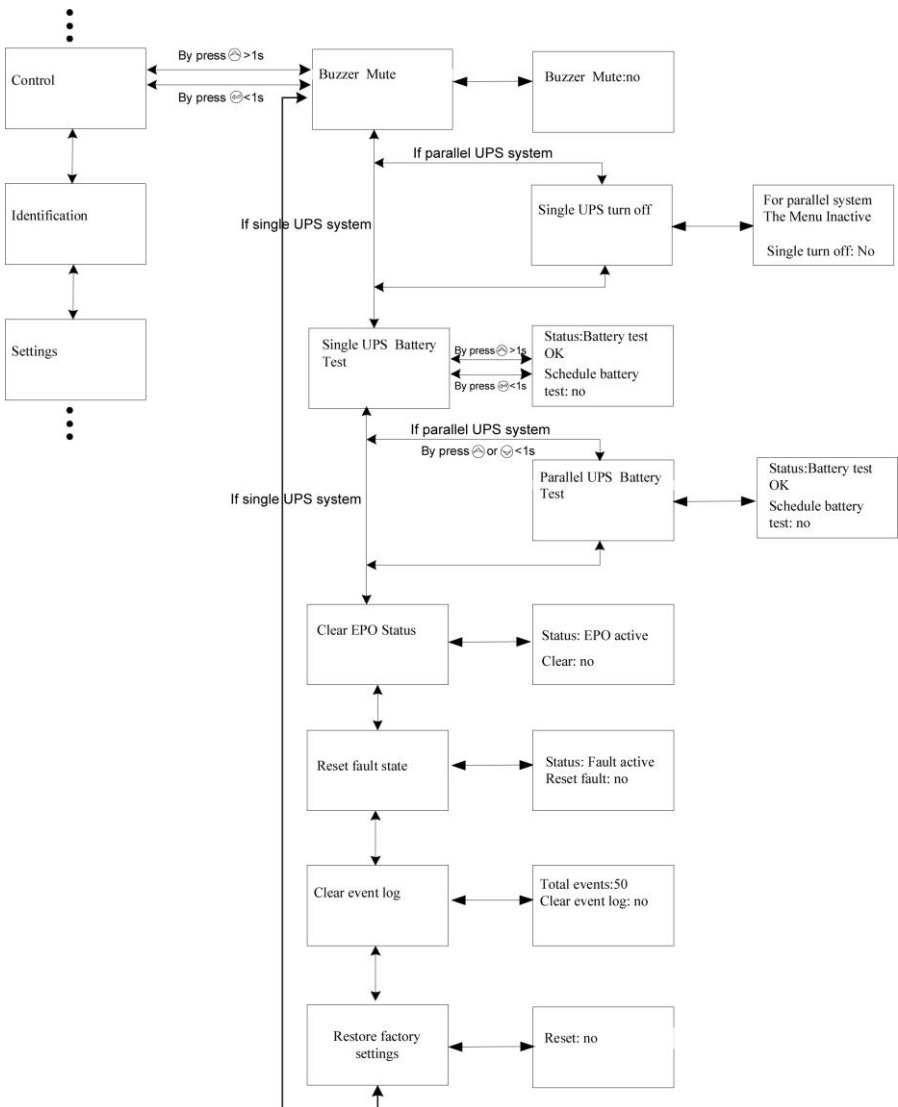 Control
By press >1s
By press <1s
Buzzer Mute
Buzzer Mute:no
If parallel UPS system
Identification
If single UPS system
Single UPS turn off
For parallel system
The Menu Inactive
Single turn off: No
Settings
Single UPS Battery
Test
By press >1s
By press <1s
Status:Battery test
OK
Schedule battery
test: no
If parallel UPS system
By press or <1s
If single UPS system
Parallel UPS Battery
Test
Status:Battery test
OK
Schedule battery
test: no
Clear EPO Status
Status: EPO active
Clear: no
Reset fault state
Status: Fault active
Reset fault: no
Clear event log
Total events:50
Clear event log: no
Restore factory
settings
Reset: no